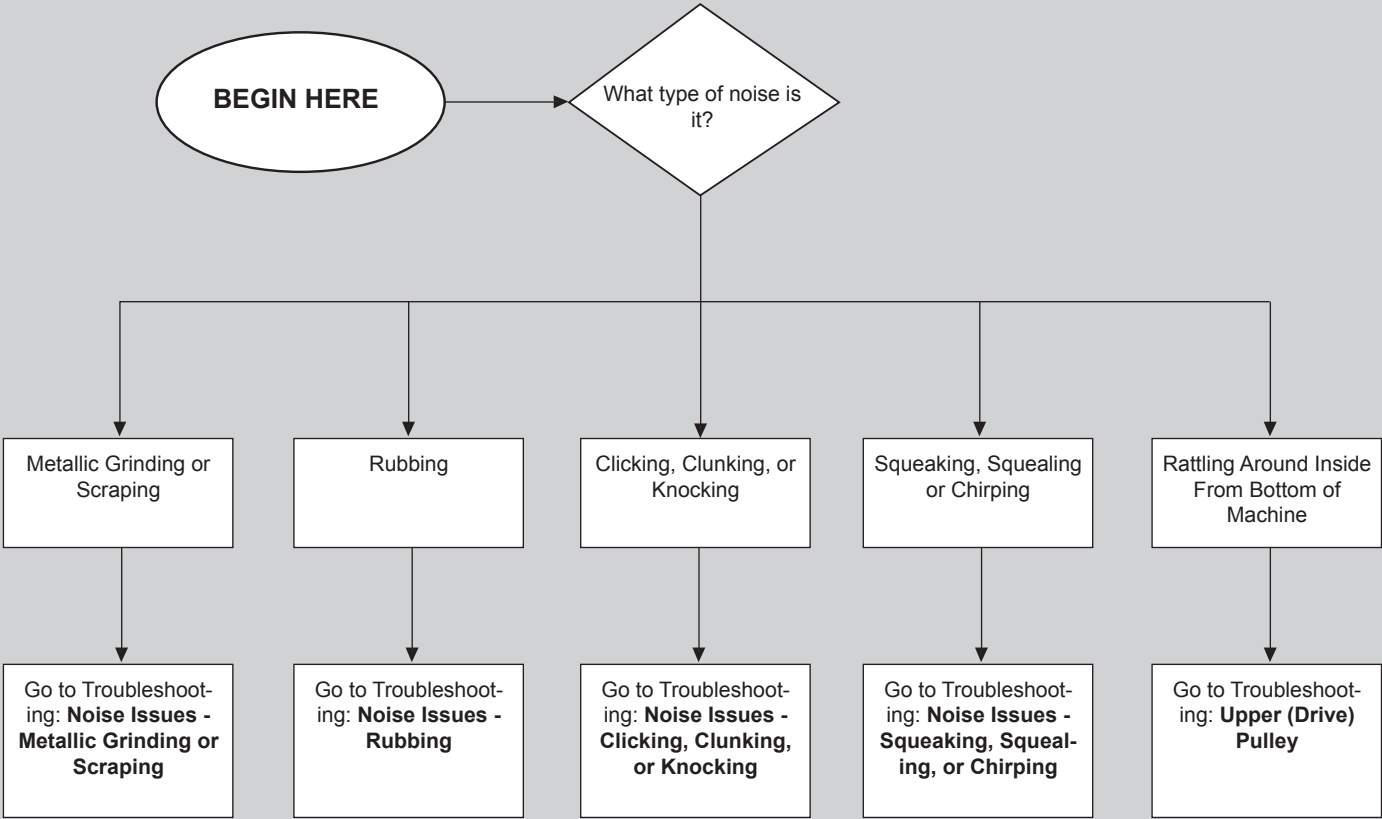 BEGIN HERE
What type of noise is
it?
Metallic Grinding or
Scraping
Rubbing
Clicking, Clunking, or
Knocking
Squeaking, Squealing
or Chirping
Rattling Around Inside
From Bottom of
Machine
Go to Troubleshoot-
ing: Noise Issues -
Metallic Grinding or
Scraping
Go to Troubleshoot-
ing: Noise Issues -
Rubbing
Go to Troubleshoot-
ing: Noise Issues -
Clicking, Clunking,
or Knocking
Go to Troubleshoot-
ing: Noise Issues -
Squeaking, Squeal-
ing, or Chirping
Go to Troubleshoot-
ing: Upper (Drive)
Pulley